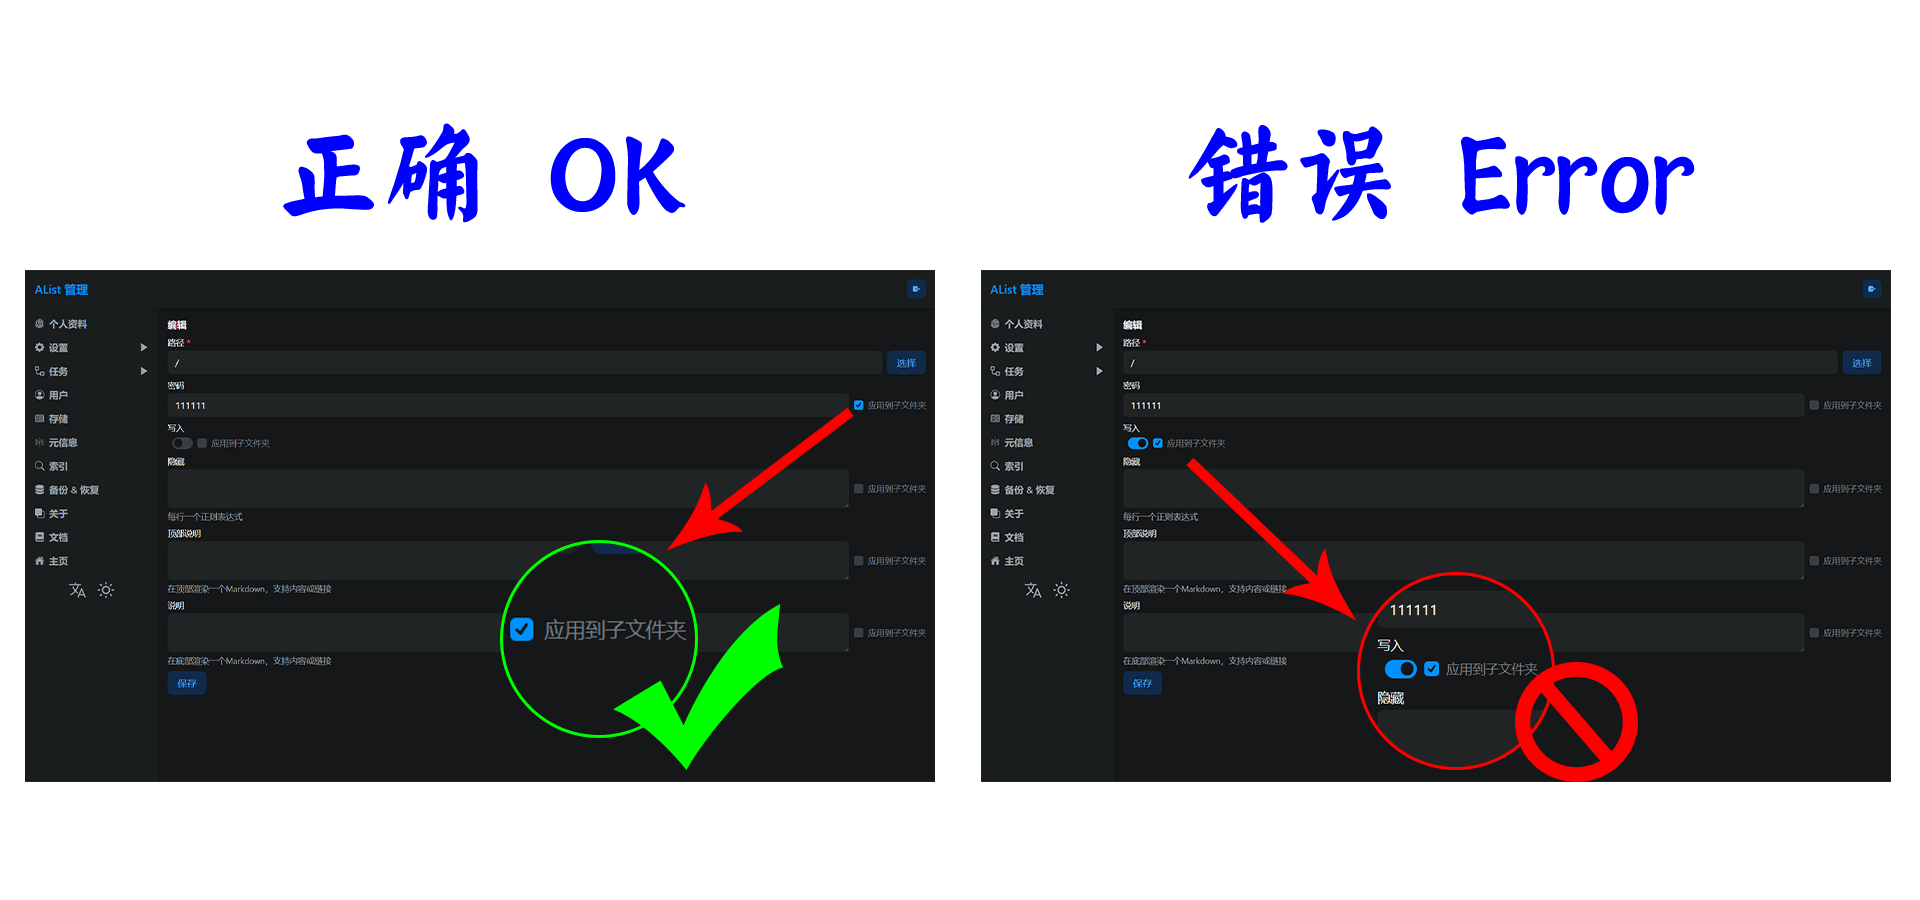 正确 OK
错误 Error
AList 管理
个人资料
设置
任务
用户
存储
元信息
索引
备份 & 恢复
关于
文档
主页
编辑
路径 *
/
选择
密码
111111
应用到子文件夹
写入
应用到子文件夹
隐藏
应用到子文件夹
每行一个正则表达式
顶部说明
应用到子文件夹
在顶部渲染一个Markdown，支持内容或链接
说明
应用到子文件夹
应用到子文件夹
在底部渲染一个Markdown，支持内容或链接
保存
AList 管理
个人资料
设置
任务
用户
存储
元信息
索引
备份 & 恢复
关于
文档
主页
编辑
路径 *
/
选择
密码
111111
应用到子文件夹
写入
应用到子文件夹
隐藏
应用到子文件夹
每行一个正则表达式
顶部说明
应用到子文件夹
在顶部渲染一个Markdown，支持内容或链接
说明
应用到子文件夹
在底部渲染一个Markdown，支持内容或链接
保存
111111
写入
应用到子文件夹
隐藏